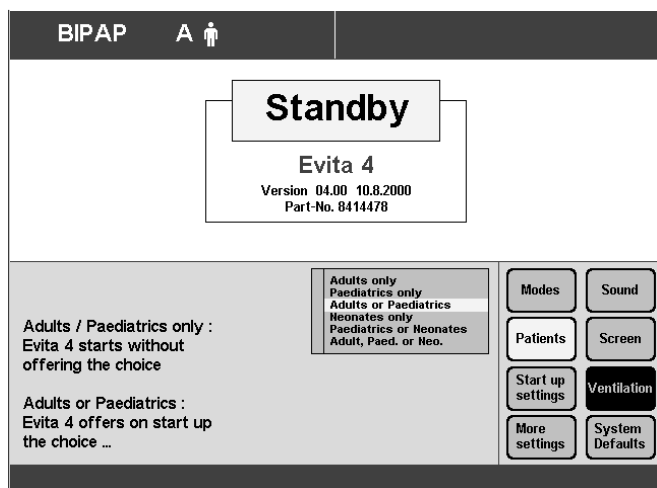 BIPAP A
Standby
Evita 4
Version 04.00 10.8.2000
Part-No. 8414478
Adults / Paediatrics only :
Evita 4 starts without
offering the choice
Adults or Paediatrics :
Evita 4 offers on start up
the choice ...
Adults only
Paediatrics only
Adults or Paediatrics
Neonates only
Paediatrics or Neonates
Adult, Paed. or Neo.
Modes
Sound
Patients
Screen
Start up
settings
Ventilation
More
settings
System
Defaults